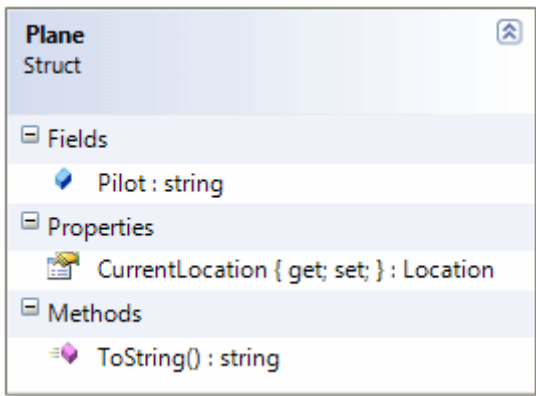 Plane
Struct
Fields
Pilot : string
Properties
CurrentLocation { get; set; } : Location
Methods
ToString() : string